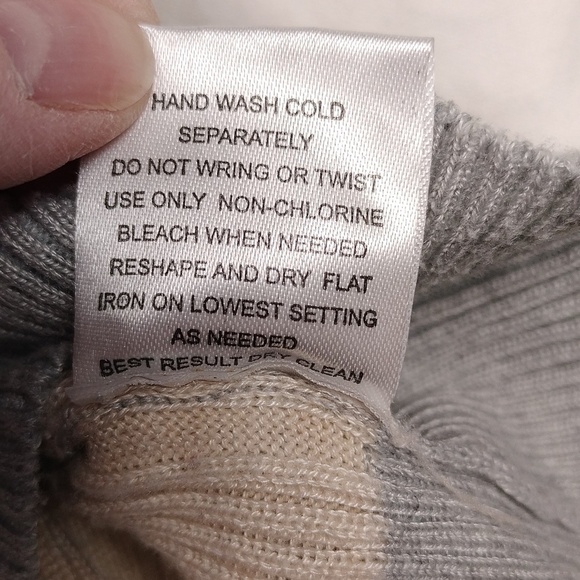 HAND WASH COLD
SEPARATELY
DO NOT WRING OR TWIST
USE ONLY NON-CHLORINE
BLEACH WHEN NEEDED
RESHAPE AND DRY FLAT
IRON ON LOWEST SETTING
AS NEEDED
BEST RESULT DRY CLEAN